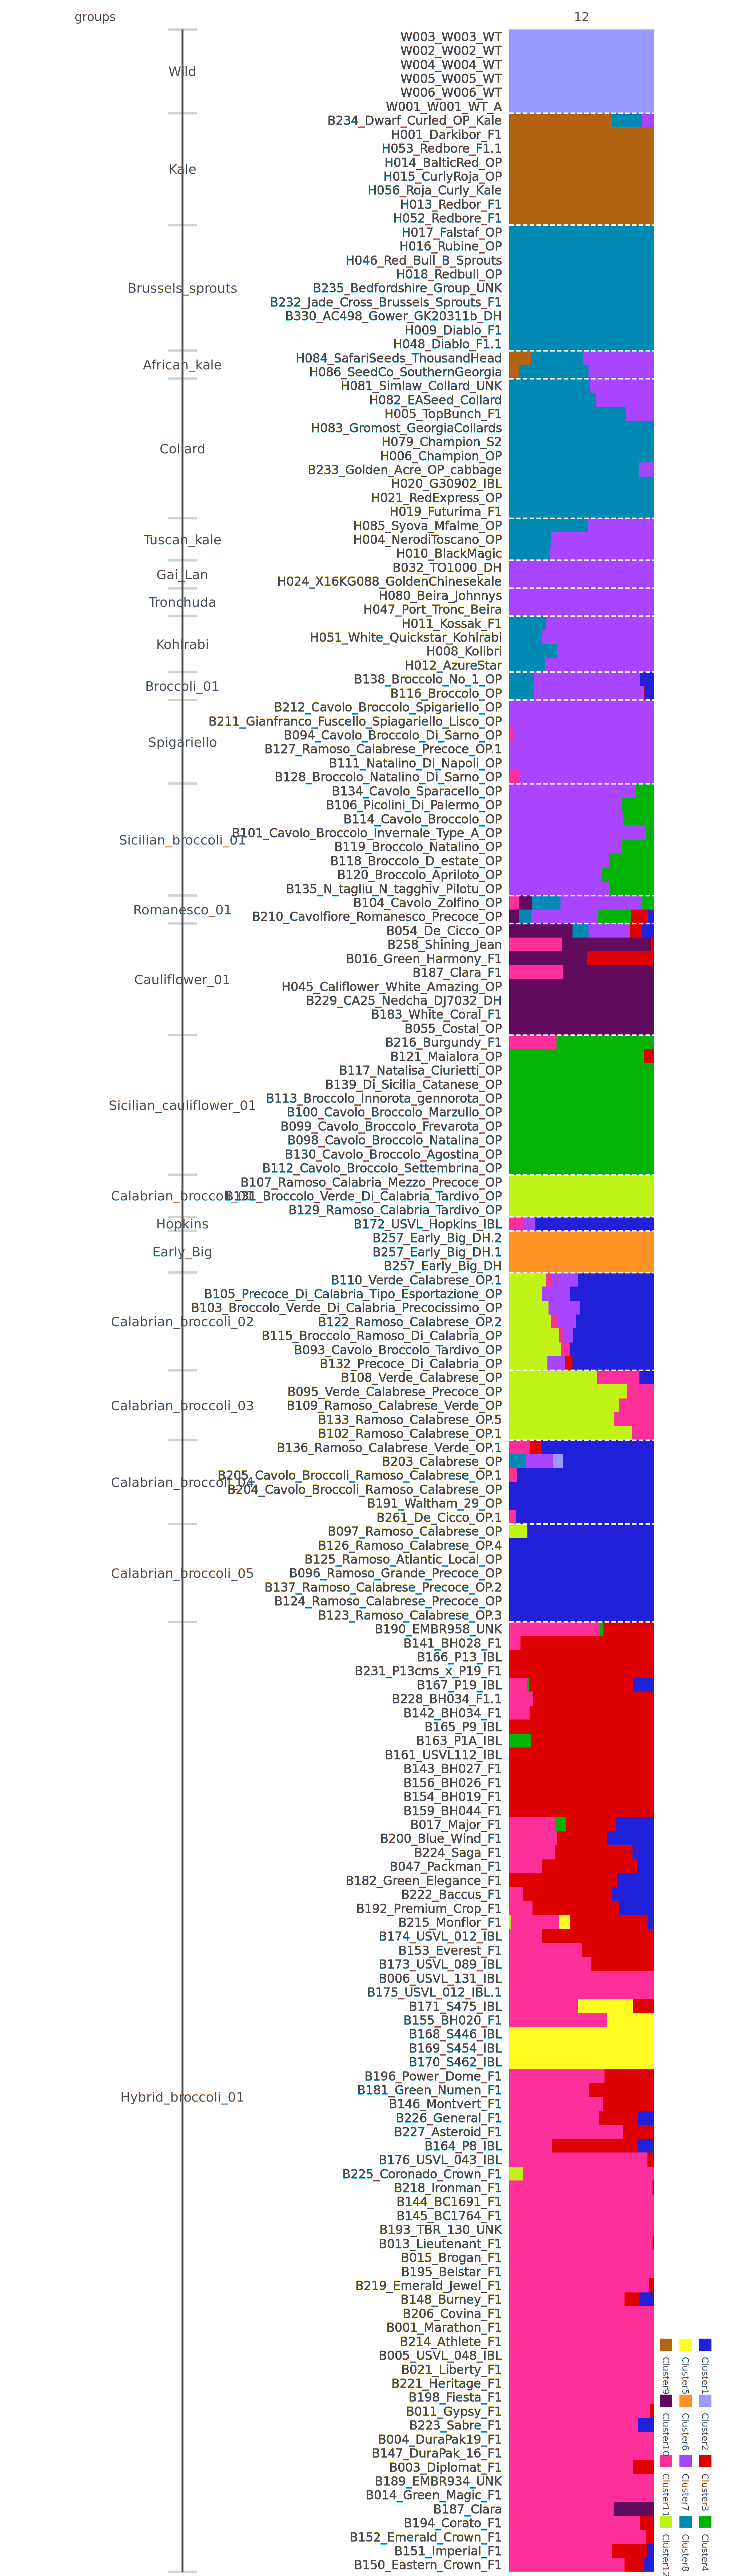 groups
12
Wild
W003_W003_WT
W002_W002_WT
W004_W004_WT
W005_W005_WT
W006_W006_WT
W001_W001_WT_A
Kale
B234_Dwarf_Curled_OP_Kale
H001_Darkibor_F1
H053_Redbore_F1.1
H014_BalticRed_OP
H015_CurlyRoja_OP
H056_Roja_Curly_Kale
H013_Redbor_F1
H052_Redbore_F1
Brussels_sprouts
H017_Falstaf_OP
H016_Rubine_OP
H046_Red_Bull_B_Sprouts
H018_Redbull_OP
B235_Bedfordshire_Group_UNK
B232_Jade_Cross_Brussels_Sprouts_F1
B330_AC498_Gower_GK20311b_DH
H009_Diablo_F1
H048_Diablo_F1.1
African_kale
H084_SafariSeeds_ThousandHead
H086_SeedCo_SouthernGeorgia
Collard
H081_Simlaw_Collard_UNK
H082_EASeed_Collard
H005_TopBunch_F1
H083_Gromost_GeorgiaCollards
H079_Champion_S2
H006_Champion_OP
B233_Golden_Acre_OP_cabbage
H020_G30902_IBL
H021_RedExpress_OP
H019_Futurima_F1
Tuscan_kale
H085_Syova_Mfalme_OP
H004_NerodiToscano_OP
H010_BlackMagic
Gai_Lan
B032_TO1000_DH
H024_X16KG088_GoldenChinesekale
Tronchuda
H080_Beira_Johnnys
H047_Port_Tronc_Beira
Kohlrabi
H011_Kossak_F1
H051_White_Quickstar_Kohlrabi
H008_Kolibri
H012_AzureStar
Broccoli_01
B138_Broccolo_No_1_OP
B116_Broccolo_OP
Spigariello
B212_Cavolo_Broccolo_Spigariello_OP
B211_Gianfranco_Fuscello_Spiagariello_Lisco_OP
B094_Cavolo_Broccolo_Di_Sarno_OP
B127_Ramoso_Calabrese_Precoce_OP.1
B111_Natalino_Di_Napoli_OP
B128_Broccolo_Natalino_Di_Sarno_OP
Sicilian_broccoli_01
B134_Cavolo_Sparacello_OP
B106_Picolini_Di_Palermo_OP
B114_Cavolo_Broccolo_OP
B101_Cavolo_Broccolo_Invernale_Type_A_OP
B119_Broccolo_Natalino_OP
B118_Broccolo_D_estate_OP
B120_Broccolo_Apriloto_OP
B135_N_tagliu_N_tagghiv_Pilotu_OP
Romanesco_01
B104_Cavolo_Zolfino_OP
B210_Cavolfiore_Romanesco_Precoce_OP
Cauliflower_01
B054_De_Cicco_OP
B258_Shining_Jean
B016_Green_Harmony_F1
B187_Clara_F1
H045_Califlower_White_Amazing_OP
B229_CA25_Nedcha_DJ7032_DH
B183_White_Coral_F1
B055_Costal_OP
Sicilian_cauliflower_01
B216_Burgundy_F1
B121_Maialora_OP
B117_Natalisa_Ciurietti_OP
B139_Di_Sicilia_Catanese_OP
B113_Broccolo_Innorota_gennorota_OP
B100_Cavolo_Broccolo_Marzullo_OP
B099_Cavolo_Broccolo_Frevarota_OP
B098_Cavolo_Broccolo_Natalina_OP
B130_Cavolo_Broccolo_Agostina_OP
B112_Cavolo_Broccolo_Settembrina_OP
Calabrian_broccoli_01
B107_Ramoso_Calabria_Mezzo_Precoce_OP
B131_Broccolo_Verde_Di_Calabria_Tardivo_OP
B129_Ramoso_Calabria_Tardivo_OP
Hopkins
B172_USVL_Hopkins_IBL
Early_Big
B257_Early_Big_DH.2
B257_Early_Big_DH.1
B257_Early_Big_DH
Calabrian_broccoli_02
B110_Verde_Calabrese_OP.1
B105_Precoce_Di_Calabria_Tipo_Esportazione_OP
B103_Broccolo_Verde_Di_Calabria_Precocissimo_OP
B122_Ramoso_Calabrese_OP.2
B115_Broccolo_Ramoso_Di_Calabria_OP
B093_Cavolo_Broccolo_Tardivo_OP
B132_Precoce_Di_Calabria_OP
Calabrian_broccoli_03
B108_Verde_Calabrese_OP
B095_Verde_Calabrese_Precoce_OP
B109_Ramoso_Calabrese_Verde_OP
B133_Ramoso_Calabrese_OP.5
B102_Ramoso_Calabrese_OP.1
Calabrian_broccoli_04
B136_Ramoso_Calabrese_Verde_OP.1
B203_Calabrese_OP
B205_Cavolo_Broccoli_Ramoso_Calabrese_OP.1
B204_Cavolo_Broccoli_Ramoso_Calabrese_OP
B191_Waltham_29_OP
B261_De_Cicco_OP.1
Calabrian_broccoli_05
B097_Ramoso_Calabrese_OP
B126_Ramoso_Calabrese_OP.4
B125_Ramoso_Atlantic_Local_OP
B096_Ramoso_Grande_Precoce_OP
B137_Ramoso_Calabrese_Precoce_OP.2
B124_Ramoso_Calabrese_Precoce_OP
B123_Ramoso_Calabrese_OP.3
Hybrid_broccoli_01
B190_EMBR958_UNK
B141_BH028_F1
B166_P13_IBL
B231_P13cms_x_P19_F1
B167_P19_IBL
B228_BH034_F1.1
B142_BH034_F1
B165_P9_IBL
B163_P1A_IBL
B161_USVL112_IBL
B143_BH027_F1
B156_BH026_F1
B154_BH019_F1
B159_BH044_F1
B017_Major_F1
B200_Blue_Wind_F1
B224_Saga_F1
B047_Packman_F1
B182_Green_Elegance_F1
B222_Baccus_F1
B192_Premium_Crop_F1
B215_Monflor_F1
B174_USVL_012_IBL
B153_Everest_F1
B173_USVL_089_IBL
B006_USVL_131_IBL
B175_USVL_012_IBL.1
B171_S475_IBL
B155_BH020_F1
B168_S446_IBL
B169_S454_IBL
B170_S462_IBL
B196_Power_Dome_F1
B181_Green_Numen_F1
B146_Montvert_F1
B226_General_F1
B227_Asteroid_F1
B164_P8_IBL
B176_USVL_043_IBL
B225_Coronado_Crown_F1
B218_Ironman_F1
B144_BC1691_F1
B145_BC1764_F1
B193_TBR_130_UNK
B013_Lieutenant_F1
B015_Brogan_F1
B195_Belstar_F1
B219_Emerald_Jewel_F1
B148_Burney_F1
B206_Covina_F1
B001_Marathon_F1
B214_Athlete_F1
B005_USVL_048_IBL
B021_Liberty_F1
B221_Heritage_F1
B198_Fiesta_F1
B011_Gypsy_F1
B223_Sabre_F1
B004_DuraPak19_F1
B147_DuraPak_16_F1
B003_Diplomat_F1
B189_EMBR934_UNK
B014_Green_Magic_F1
B187_Clara
B194_Corato_F1
B152_Emerald_Crown_F1
B151_Imperial_F1
B150_Eastern_Crown_F1
Cluster1
Cluster2
Cluster3
Cluster4
Cluster5
Cluster6
Cluster7
Cluster8
Cluster9
Cluster10
Cluster11
Cluster12